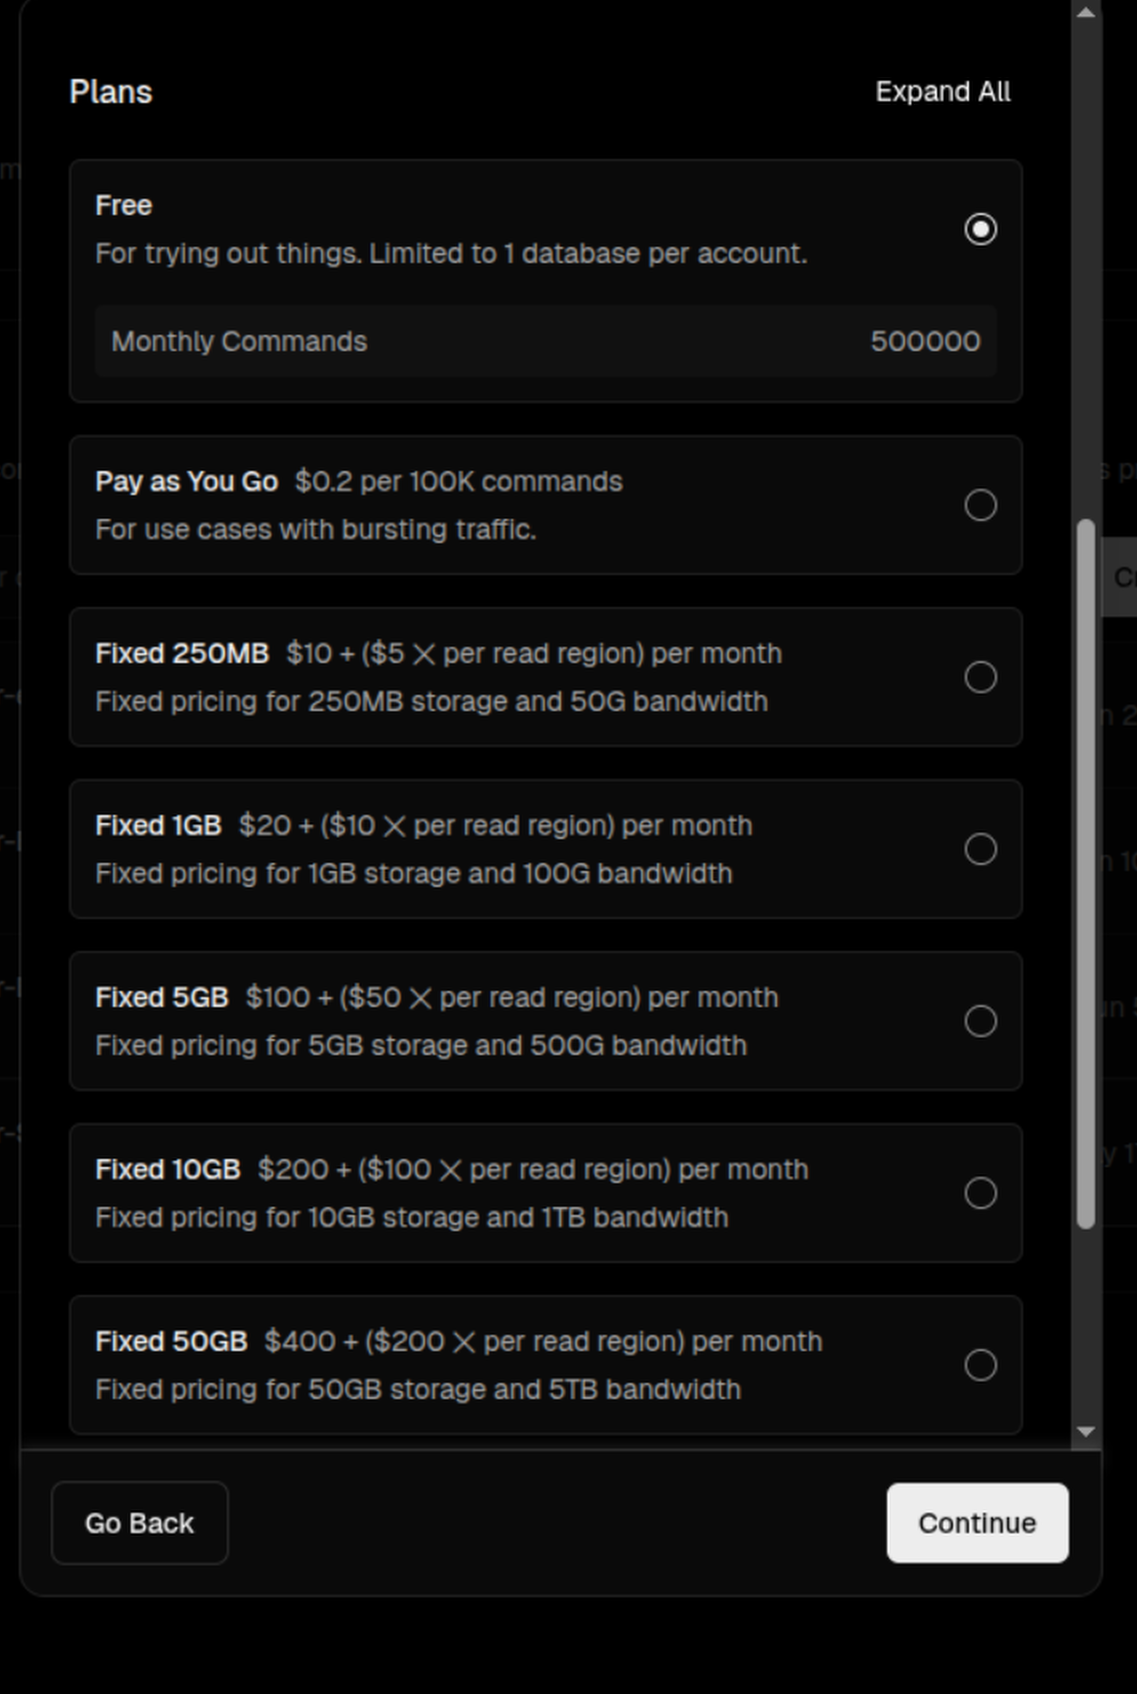 Plans
Expand All
Free
For trying out things. Limited to 1 database per account.
Monthly Commands 500000
Pay as You Go $0.2 per 100K commands
For use cases with bursting traffic.
Fixed 250MB $10 + ($5 × per read region) per month
Fixed pricing for 250MB storage and 50G bandwidth
Fixed 1GB $20 + ($10 × per read region) per month
Fixed pricing for 1GB storage and 100G bandwidth
Fixed 5GB $100 + ($50 × per read region) per month
Fixed pricing for 5GB storage and 500G bandwidth
Fixed 10GB $200 + ($100 × per read region) per month
Fixed pricing for 10GB storage and 1TB bandwidth
Fixed 50GB $400 + ($200 × per read region) per month
Fixed pricing for 50GB storage and 5TB bandwidth
Go Back
Continue